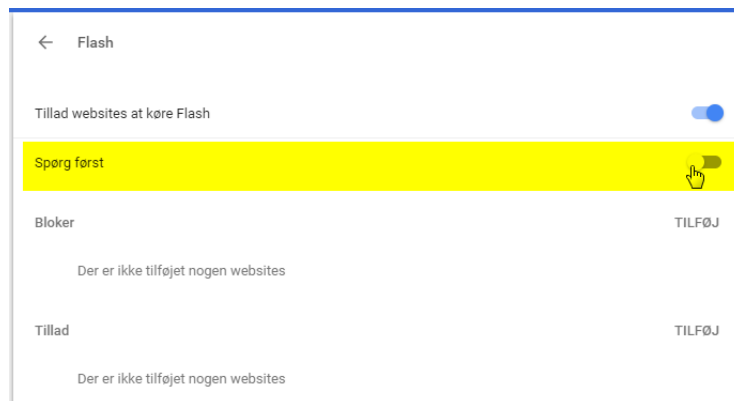 Flash
Tillad websites at køre Flash
Spørg først
Bloker TILFØJ
Der er ikke tilføjet nogen websites
Tillad TILFØJ
Der er ikke tilføjet nogen websites